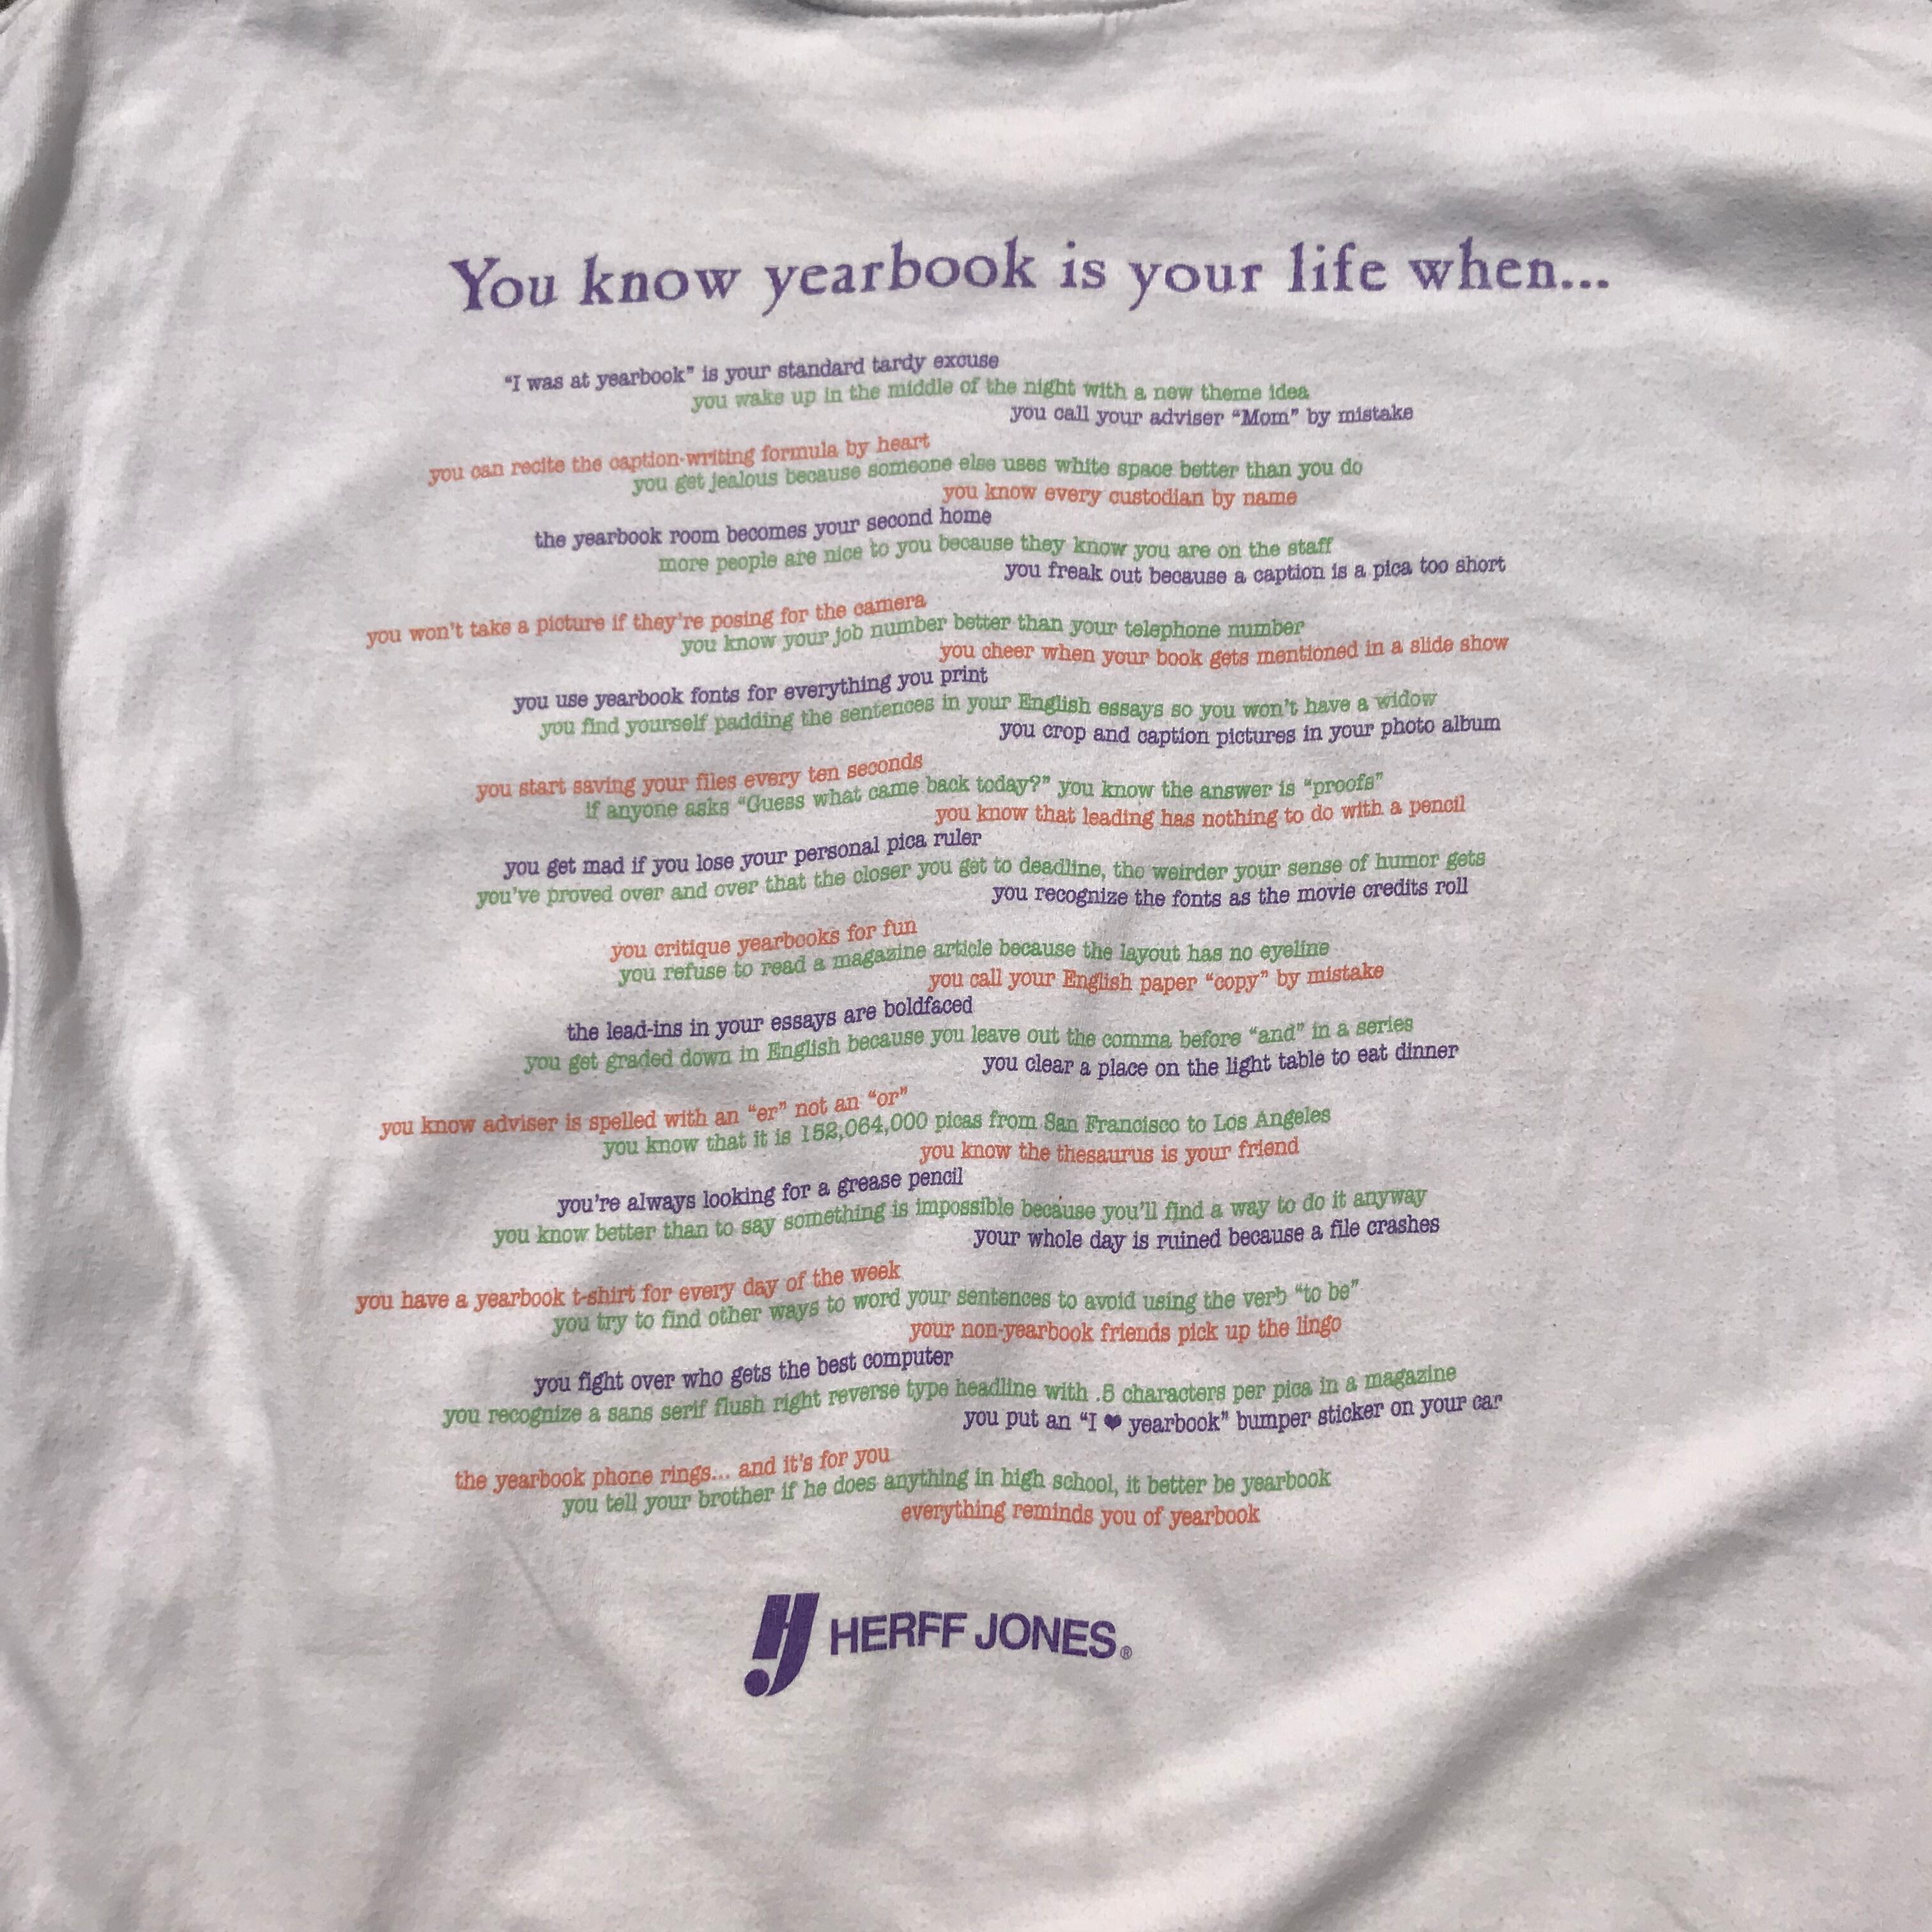 You know yearbook is your life when...
“I was at yearbook” is your standard tardy excuse
you wake up in the middle of the night with a new theme idea
you call your adviser “Mom” by mistake
you can recite the caption-writing formula by heart
you get jealous because someone else uses white space better than you do
you know every custodian by name
the yearbook room becomes your second home
more people are nice to you because they know you are on the staff
you freak out because a caption is a pica too short
you won’t take a picture if they’re posing for the camera
you know your job number better than your telephone number
you cheer when your book gets mentioned in a slide show
you use yearbook fonts for everything you print
you find yourself padding the sentences in your English essays so you won’t have a widow
you crop and caption pictures in your photo album
you start saving your files every ten seconds
if anyone asks “Guess what came back today?” you know the answer is “proofs”
you know that leading has nothing to do with a pencil
you get mad if you lose your personal pica ruler
you’ve proved over and over that the closer you get to deadline, the weirder your sense of humor gets
you recognize the fonts as the movie credits roll
you critique yearbooks for fun
you refuse to read a magazine article because the layout has no eyeline
you call your English paper “copy” by mistake
the lead-ins in your essays are boldfaced
you get graded down in English because you leave out the comma before “and” in a series
you clear a place on the light table to eat dinner
you know adviser is spelled with an “er” not an “or”
you know that it is 152,064,000 picas from San Francisco to Los Angeles
you know the thesaurus is your friend
you’re always looking for a grease pencil
you know better than to say something is impossible because you’ll find a way to do it anyway
your whole day is ruined because a file crashes
you have a yearbook t-shirt for every day of the week
you try to find other ways to word your sentences to avoid using the verb “to be”
your non-yearbook friends pick up the lingo
you fight over who gets the best computer
you recognize a sans serif flush right reverse type headline with .5 characters per pica in a magazine
you put an “I ♥ yearbook” bumper sticker on your car
the yearbook phone rings... and it’s for you
you tell your brother if he does anything in high school, it better be yearbook
everything reminds you of yearbook
HJ HERFF JONES®